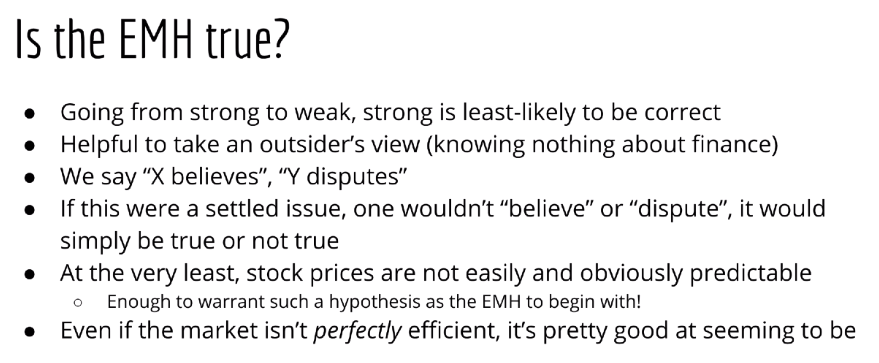 Is the EMH true?
● Going from strong to weak, strong is least-likely to be correct
● Helpful to take an outsider’s view (knowing nothing about finance)
● We say “X believes”, “Y disputes”
● If this were a settled issue, one wouldn’t “believe” or “dispute”, it would
simply be true or not true
● At the very least, stock prices are not easily and obviously predictable
○ Enough to warrant such a hypothesis as the EMH to begin with!
● Even if the market isn’t perfectly efficient, it’s pretty good at seeming to be